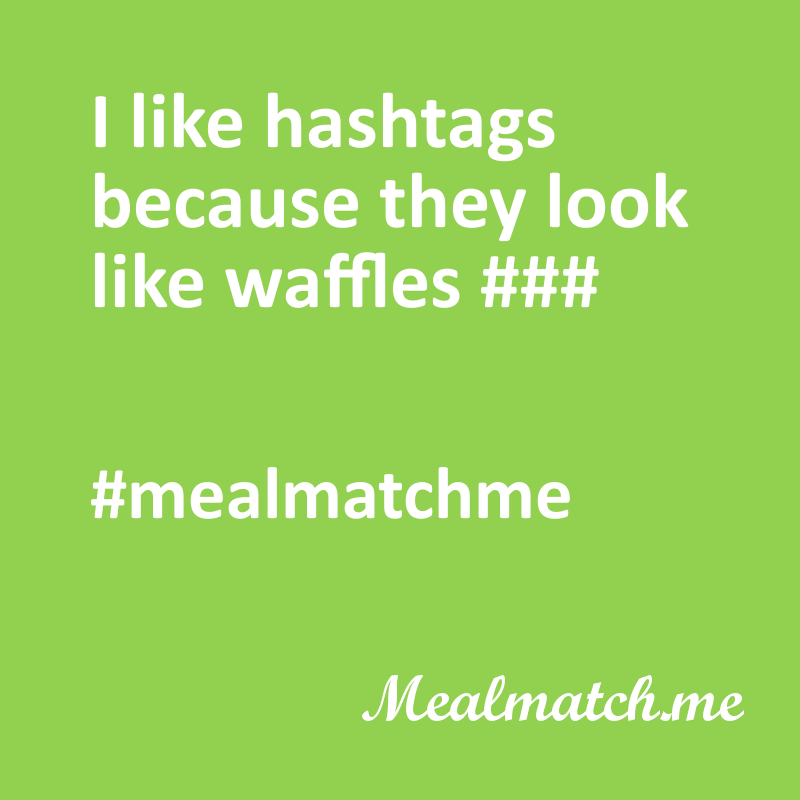 I like hashtags
because they look
like waffles ###
#mealmatchme
Mealmatch.me